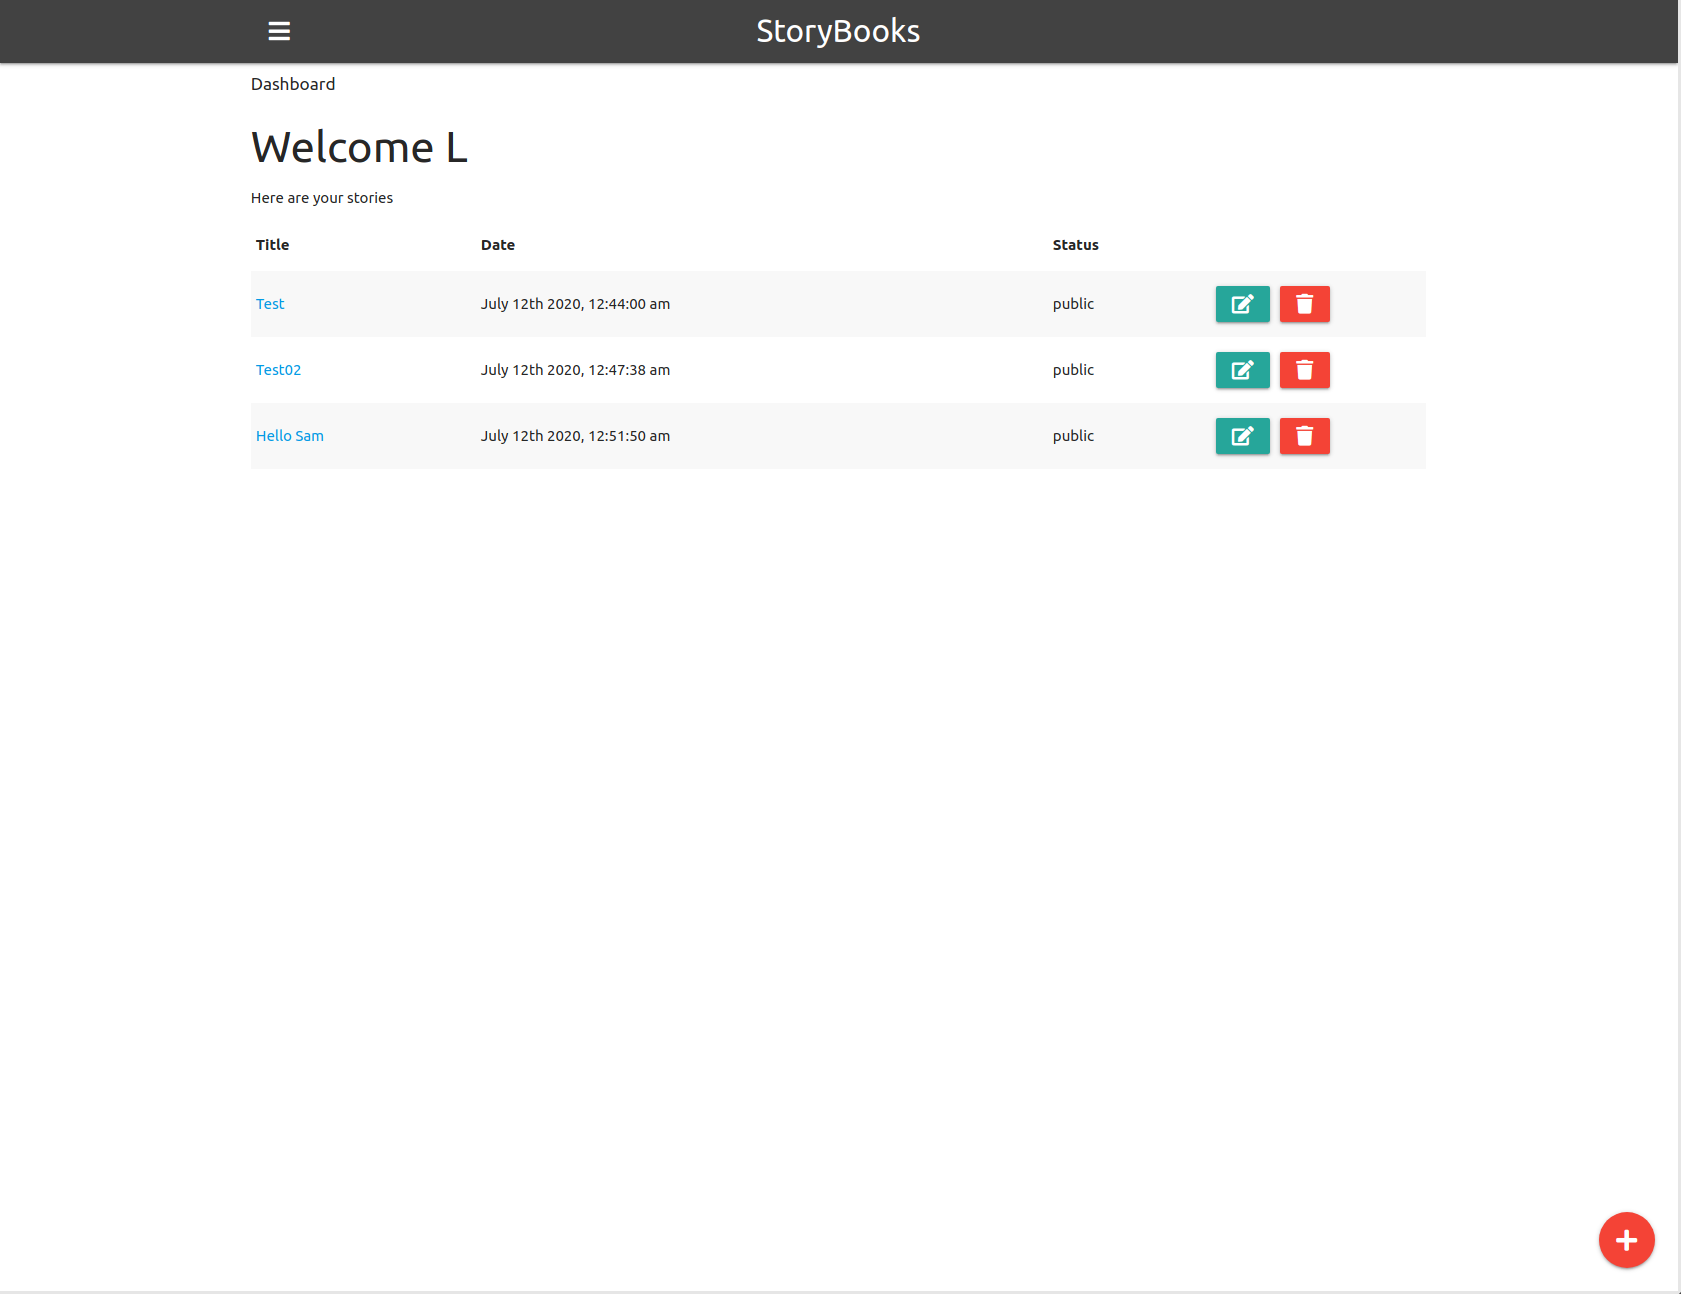 StoryBooks
Dashboard
Welcome L
Here are your stories
Title Date Status
Test July 12th 2020, 12:44:00 am public
Test02 July 12th 2020, 12:47:38 am public
Hello Sam July 12th 2020, 12:51:50 am public